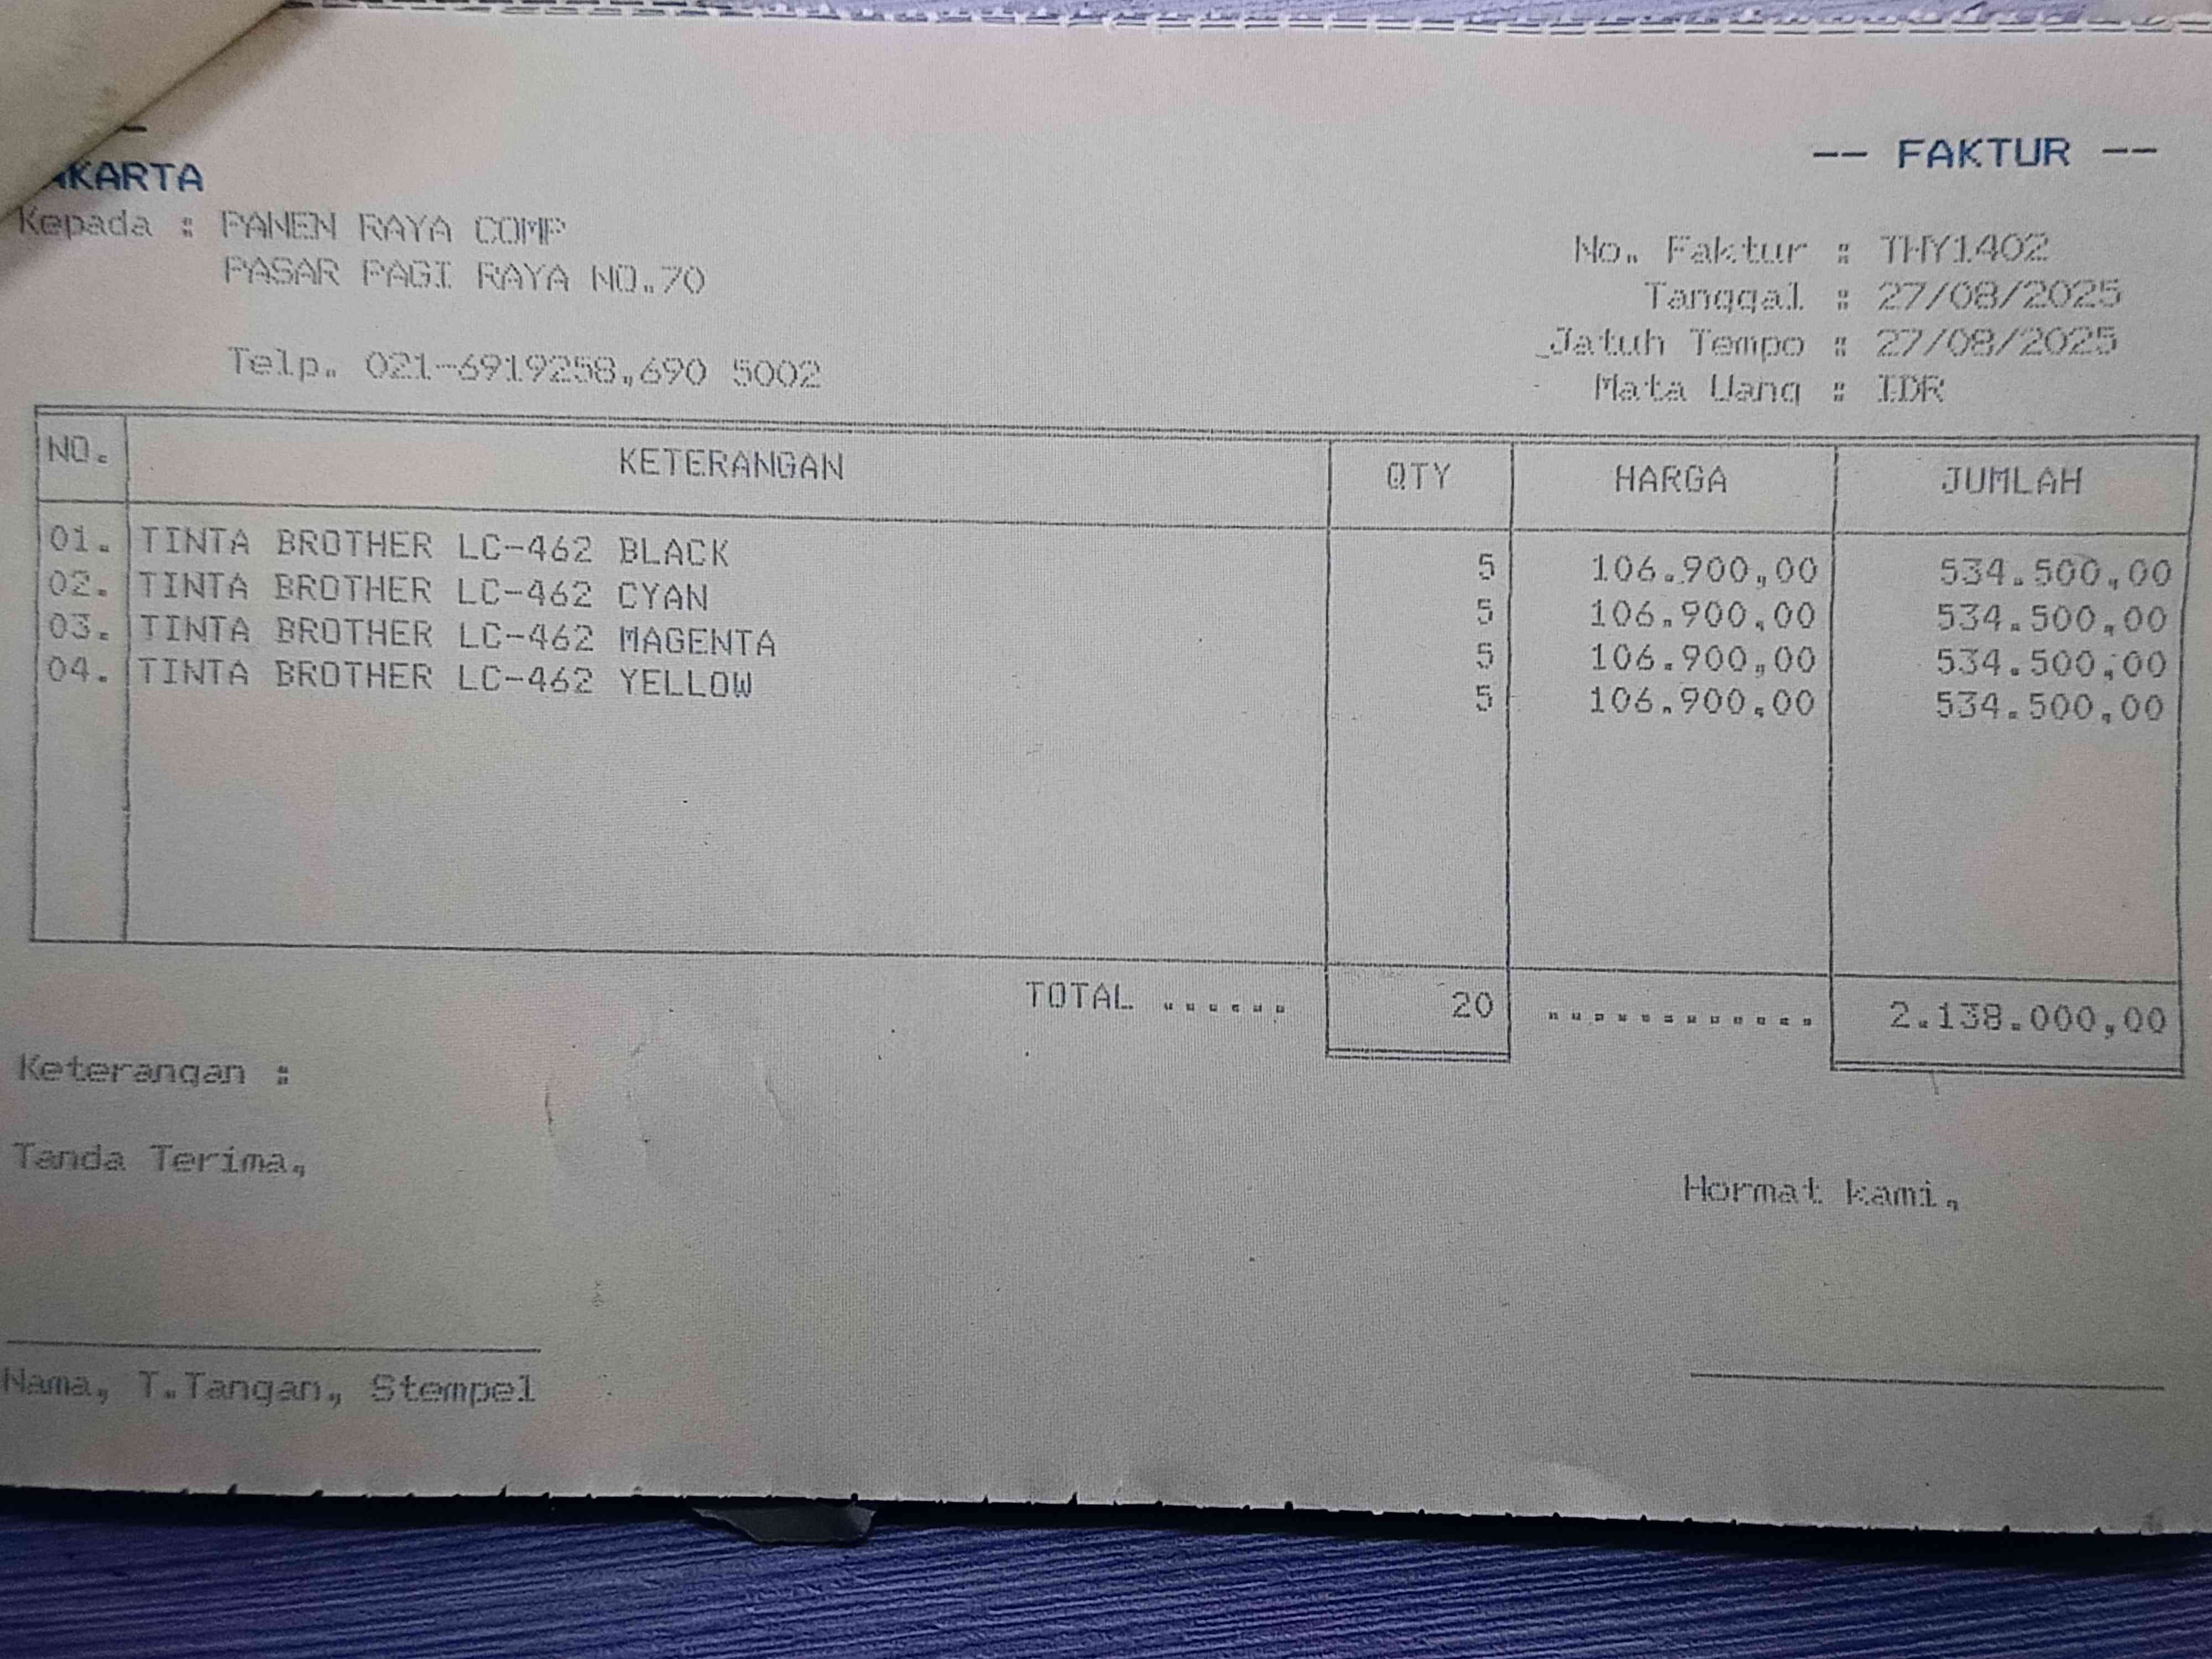 -- FAKTUR --
Kepada : PANEN RAYA COMP
PASAR PAGI RAYA NO.70
Telp. 021-6919258,690 5002
No. Faktur : THY1402
Tanggal : 27/08/2025
Jatuh Tempo : 27/08/2025
Mata Uang : IDR
NO. KETERANGAN QTY HARGA JUMLAH
01. TINTA BROTHER LC-462 BLACK 5 106.900,00 534.500,00
02. TINTA BROTHER LC-462 CYAN 5 106.900,00 534.500,00
03. TINTA BROTHER LC-462 MAGENTA 5 106.900,00 534.500,00
04. TINTA BROTHER LC-462 YELLOW 5 106.900,00 534.500,00
TOTAL ...... 20 ............ 2.138.000,00
Keterangan :
Tanda Terima,
Hormat kami,
Nama, T.Tangan, Stempel